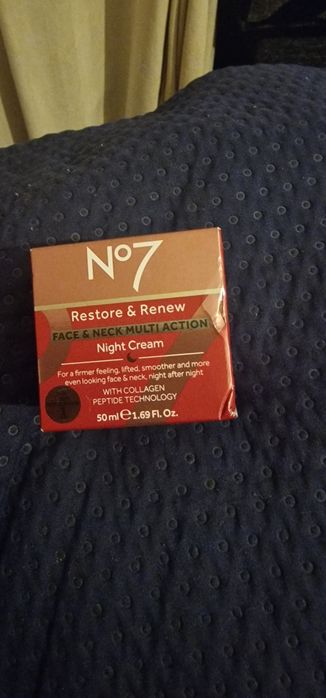 No7
Restore & Renew
FACE & NECK MULTI ACTION
Night Cream
For a firmer feeling, lifted, smoother and more
even looking face & neck, night after night
WITH COLLAGEN
PEPTIDE TECHNOLOGY
50 ml ℮ 1.69 Fl. Oz.